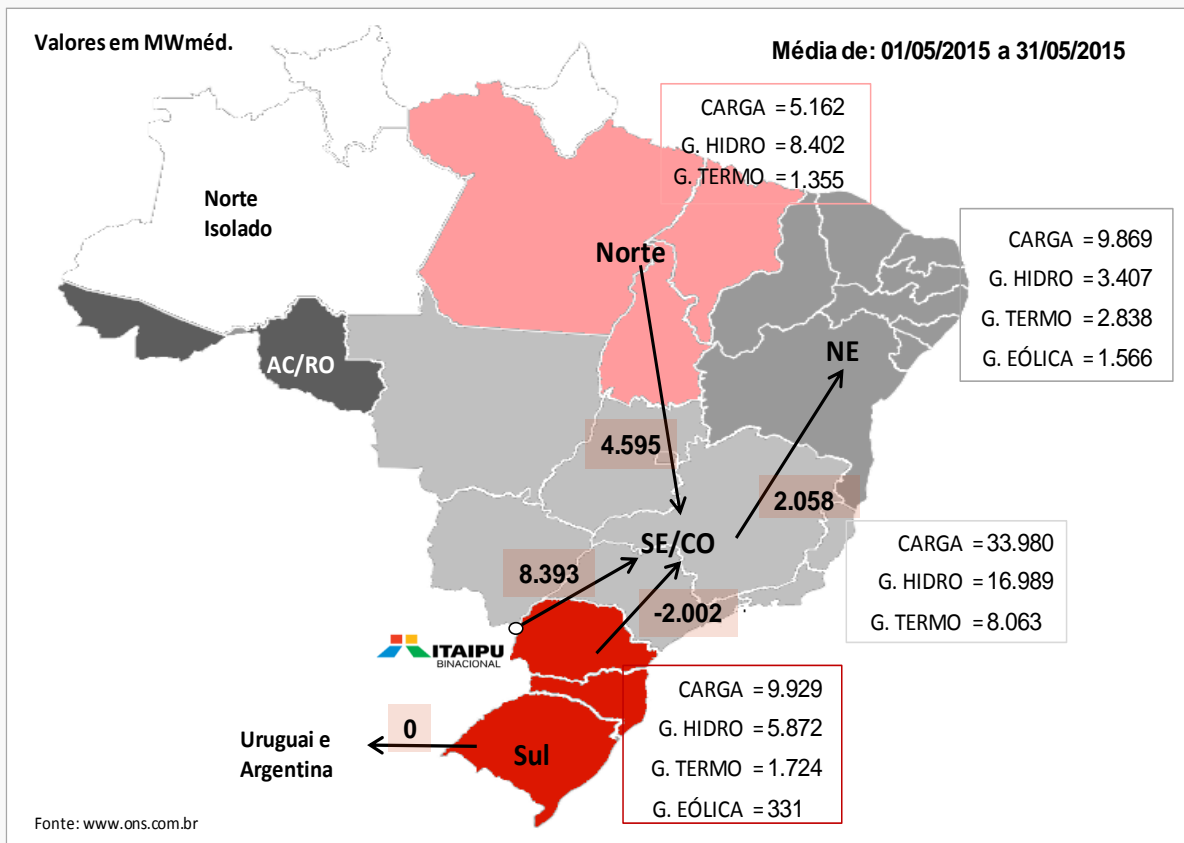 Valores em MWméd.
Média de: 01/05/2015 a 31/05/2015
CARGA = 5.162
G. HIDRO = 8.402
G. TERMO = 1.355
Norte
Isolado
Norte
CARGA = 9.869
G. HIDRO = 3.407
G. TERMO = 2.838
G. EÓLICA = 1.566
NE
AC/RO
4.595
2.058
SE/CO
CARGA = 33.980
G. HIDRO = 16.989
G. TERMO = 8.063
8.393
-2.002
ITAIPU
BINACIONAL
CARGA = 9.929
G. HIDRO = 5.872
G. TERMO = 1.724
G. EÓLICA = 331
0
Uruguai e
Argentina
Sul
Fonte: www.ons.com.br